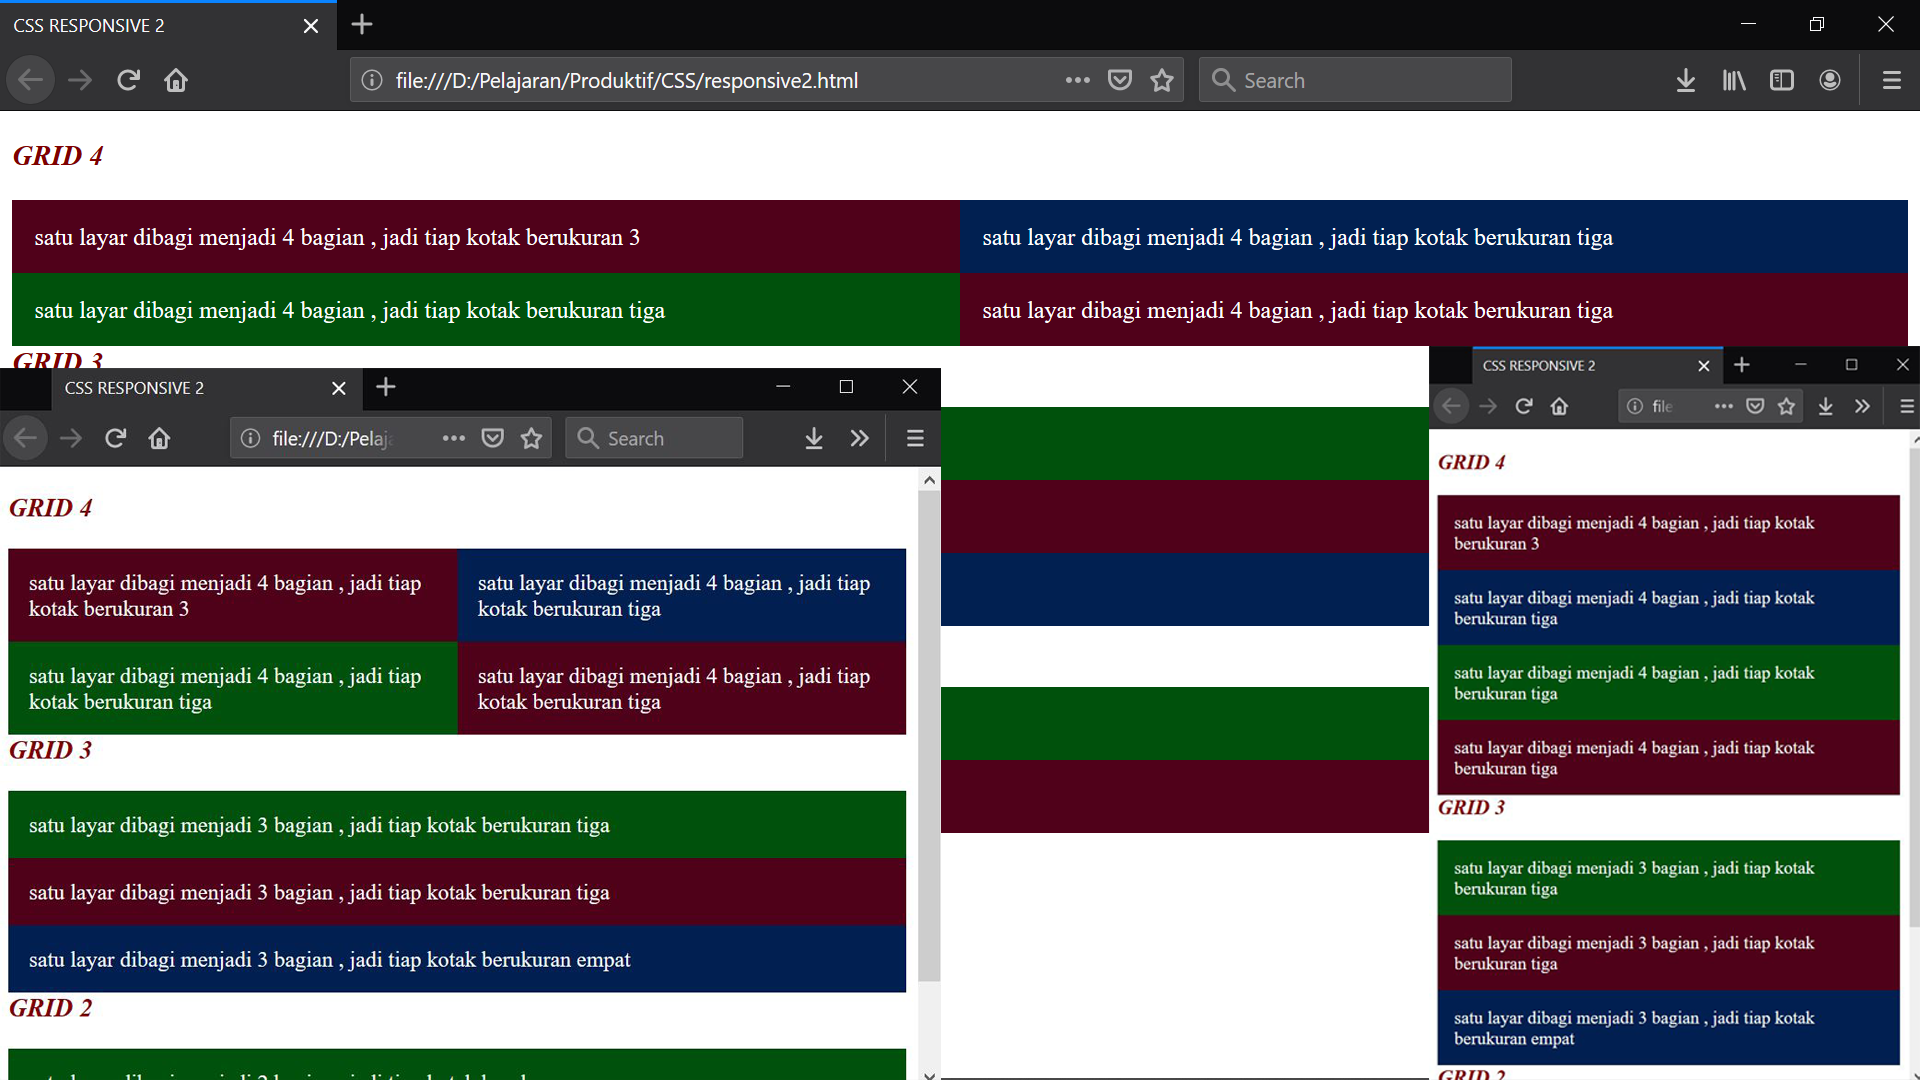 CSS RESPONSIVE 2
file:///D:/Pelajaran/Produktif/CSS/responsive2.html
Search
GRID 4
satu layar dibagi menjadi 4 bagian , jadi tiap kotak berukuran 3
satu layar dibagi menjadi 4 bagian , jadi tiap kotak berukuran tiga
satu layar dibagi menjadi 4 bagian , jadi tiap kotak berukuran tiga
satu layar dibagi menjadi 4 bagian , jadi tiap kotak berukuran tiga
GRID 3
CSS RESPONSIVE 2
file:///D:/Pelaja
Search
GRID 4
satu layar dibagi menjadi 4 bagian , jadi tiap
kotak berukuran 3
satu layar dibagi menjadi 4 bagian , jadi tiap
kotak berukuran tiga
satu layar dibagi menjadi 4 bagian , jadi tiap
kotak berukuran tiga
satu layar dibagi menjadi 4 bagian , jadi tiap
kotak berukuran tiga
GRID 3
satu layar dibagi menjadi 3 bagian , jadi tiap kotak berukuran tiga
satu layar dibagi menjadi 3 bagian , jadi tiap kotak berukuran tiga
satu layar dibagi menjadi 3 bagian , jadi tiap kotak berukuran empat
GRID 2
CSS RESPONSIVE 2
file
GRID 4
satu layar dibagi menjadi 4 bagian , jadi tiap kotak
berukuran 3
satu layar dibagi menjadi 4 bagian , jadi tiap kotak
berukuran tiga
satu layar dibagi menjadi 4 bagian , jadi tiap kotak
berukuran tiga
satu layar dibagi menjadi 4 bagian , jadi tiap kotak
berukuran tiga
GRID 3
satu layar dibagi menjadi 3 bagian , jadi tiap kotak
berukuran tiga
satu layar dibagi menjadi 3 bagian , jadi tiap kotak
berukuran tiga
satu layar dibagi menjadi 3 bagian , jadi tiap kotak
berukuran empat
GRID 2